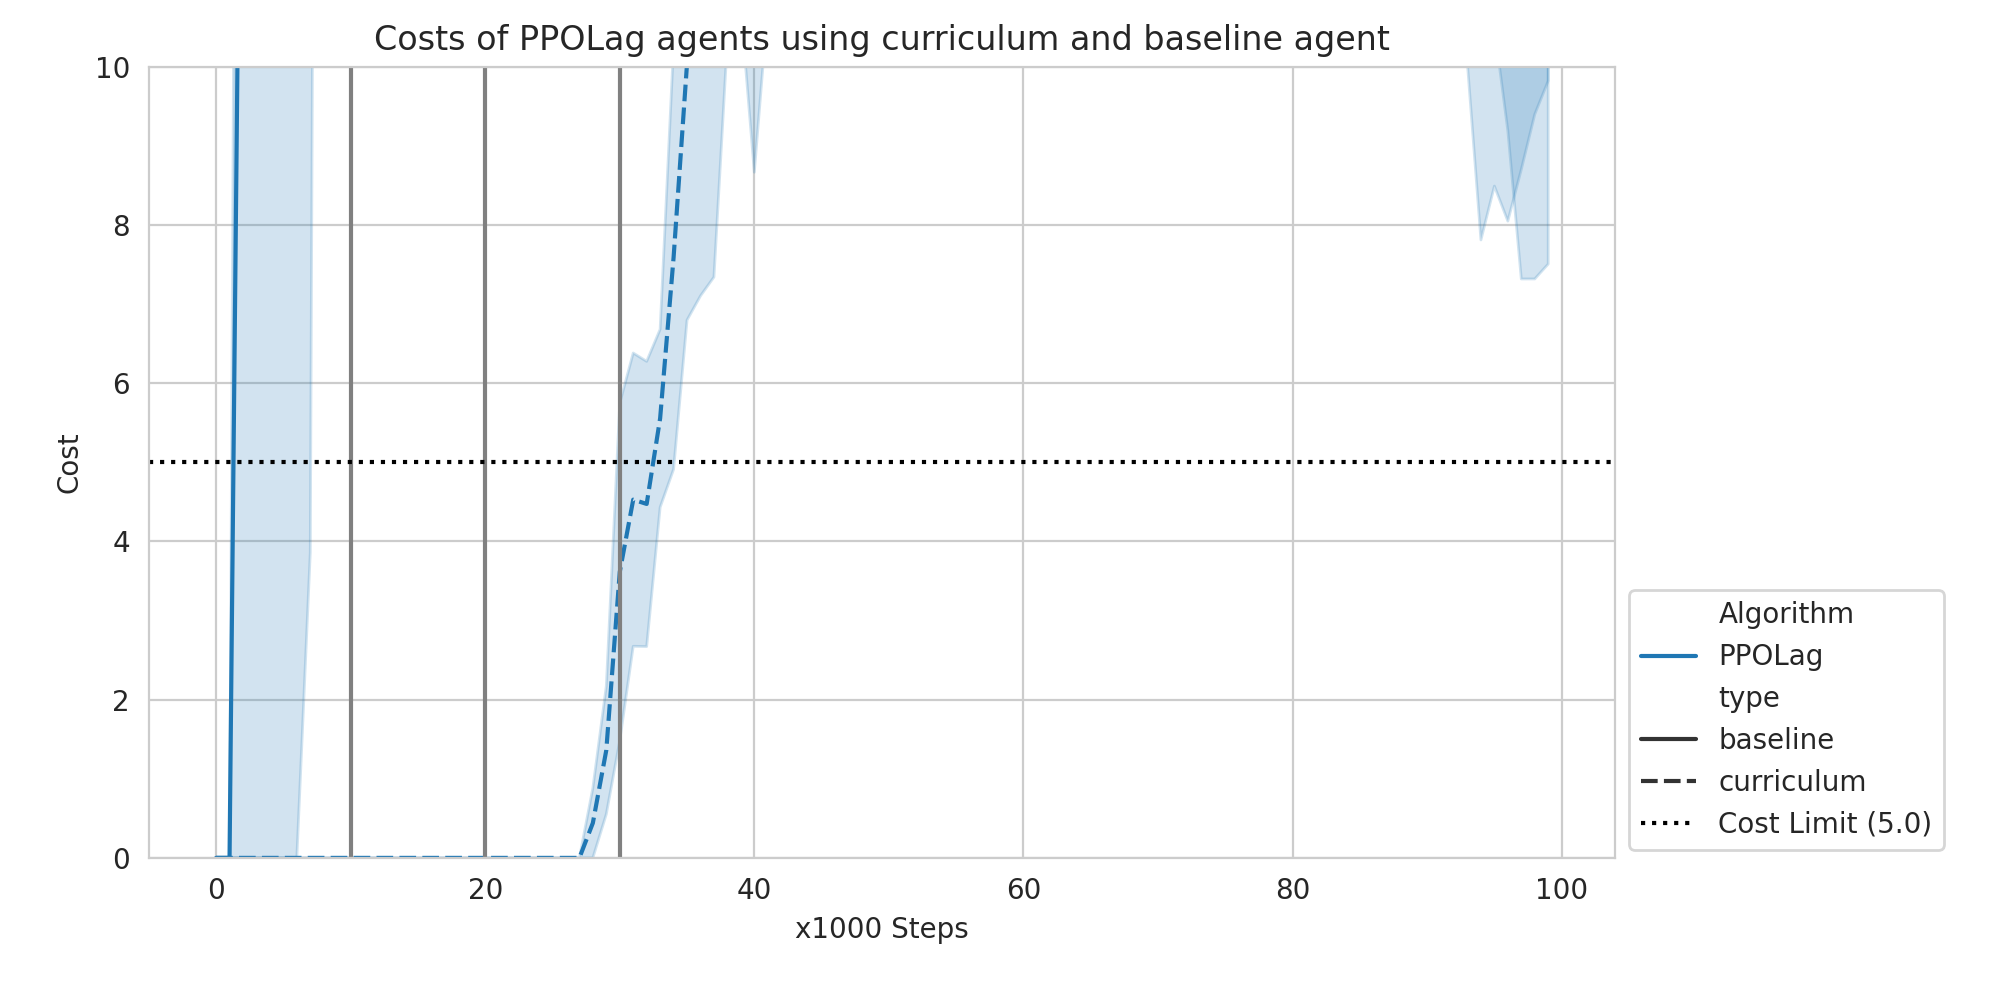 Costs of PPOLag agents using curriculum and baseline agent
10
8
6
4
2
0
Cost
0 20 40 60 80 100
x1000 Steps
Algorithm
PPOLag
type
baseline
curriculum
Cost Limit (5.0)